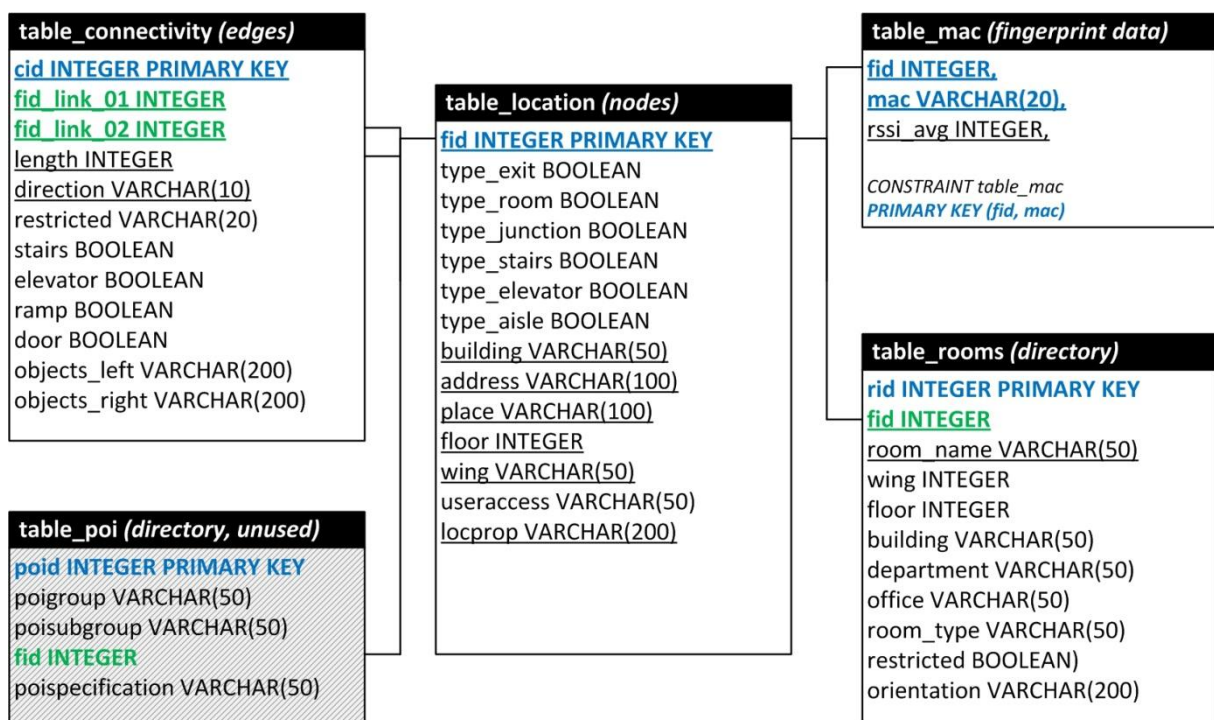 table_connectivity (edges)
cid INTEGER PRIMARY KEY
fid_link_01 INTEGER
fid_link_02 INTEGER
length INTEGER
direction VARCHAR(10)
restricted VARCHAR(20)
stairs BOOLEAN
elevator BOOLEAN
ramp BOOLEAN
door BOOLEAN
objects_left VARCHAR(200)
objects_right VARCHAR(200)
table_poi (directory, unused)
poid INTEGER PRIMARY KEY
poigroup VARCHAR(50)
poisubgroup VARCHAR(50)
fid INTEGER
poispecification VARCHAR(50)
table_location (nodes)
fid INTEGER PRIMARY KEY
type_exit BOOLEAN
type_room BOOLEAN
type_junction BOOLEAN
type_stairs BOOLEAN
type_elevator BOOLEAN
type_aisle BOOLEAN
building VARCHAR(50)
address VARCHAR(100)
place VARCHAR(100)
floor INTEGER
wing VARCHAR(50)
useraccess VARCHAR(50)
locprop VARCHAR(200)
table_mac (fingerprint data)
fid INTEGER,
mac VARCHAR(20),
rssi_avg INTEGER,
CONSTRAINT table_mac
PRIMARY KEY (fid, mac)
table_rooms (directory)
rid INTEGER PRIMARY KEY
fid INTEGER
room_name VARCHAR(50)
wing INTEGER
floor INTEGER
building VARCHAR(50)
department VARCHAR(50)
office VARCHAR(50)
room_type VARCHAR(50)
restricted BOOLEAN)
orientation VARCHAR(200)